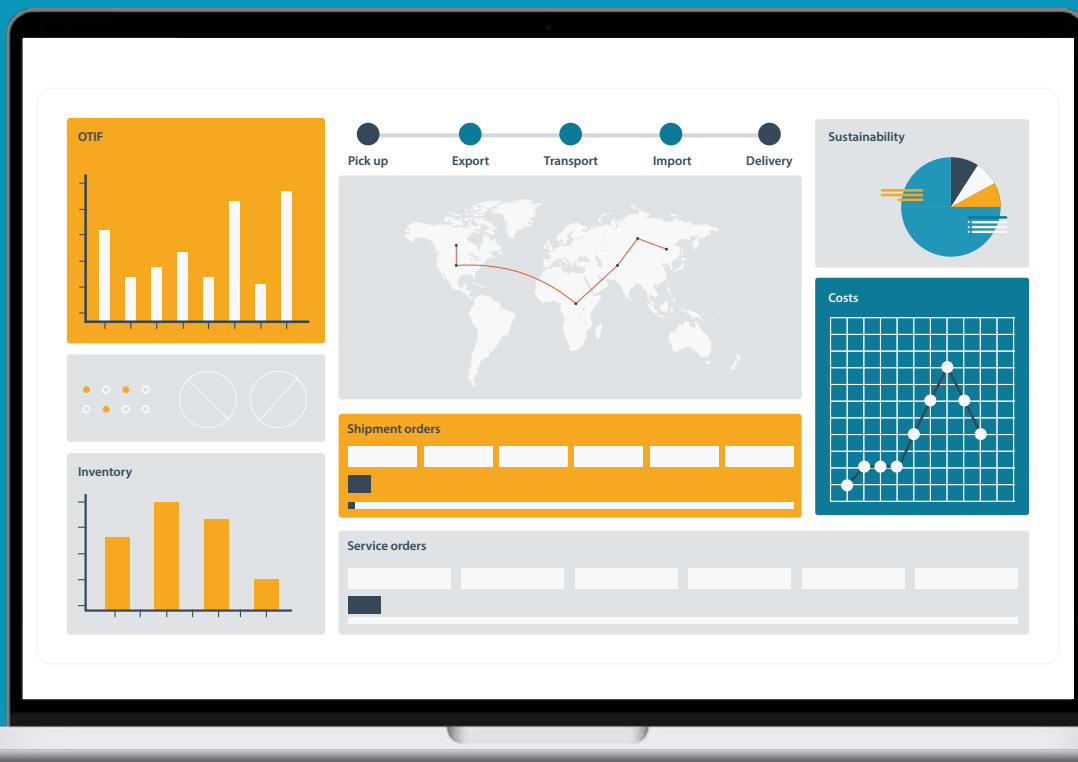 OTIF
Pick up
Export
Transport
Import
Delivery
Sustainability
Costs
Shipment orders
Inventory
Service orders